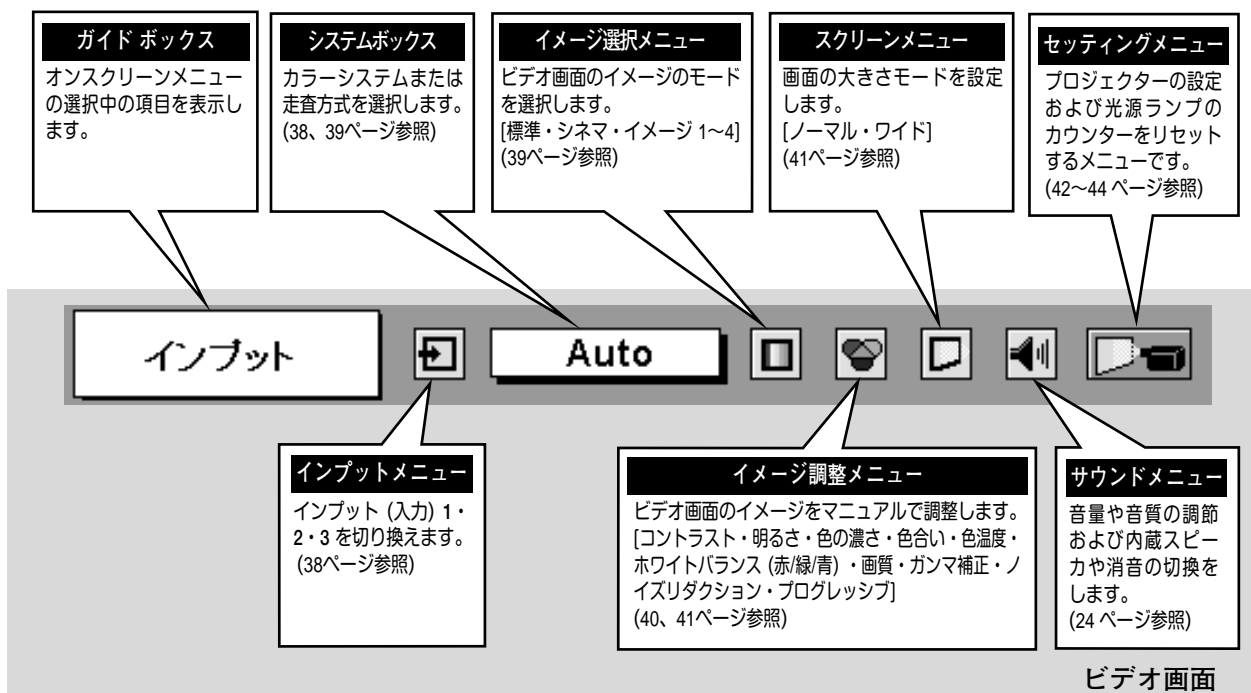 ガイド ボックス
オンスクリーンメニュー
の選択中の項目を表示し
ます。
システムボックス
カラーシステムまたは
走査方式を選択します。
(38、39ページ参照)
イメージ選択メニュー
ビデオ画面のイメージのモード
を選択します。
[標準・シネマ・イメージ 1〜4]
(39ページ参照)
スクリーンメニュー
画面の大きさモードを設定
します。
[ノーマル・ワイド]
(41ページ参照)
セッティングメニュー
プロジェクターの設定
および光源ランプの
カウンターをリセット
するメニューです。
(42〜44 ページ参照)
インプット
Auto
インプットメニュー
インプット (入力) 1・
2・3 を切り換えます。
(38ページ参照)
イメージ調整メニュー
ビデオ画面のイメージをマニュアルで調整します。
[コントラスト・明るさ・色の濃さ・色合い・色温度・
ホワイトバランス (赤/緑/青) ・画質・ガンマ補正・ノ
イズリダクション・プログレッシブ]
(40、41ページ参照)
サウンドメニュー
音量や音質の調節
および内蔵スピー
カや消音の切換を
します。
(24 ページ参照)
ビデオ画面